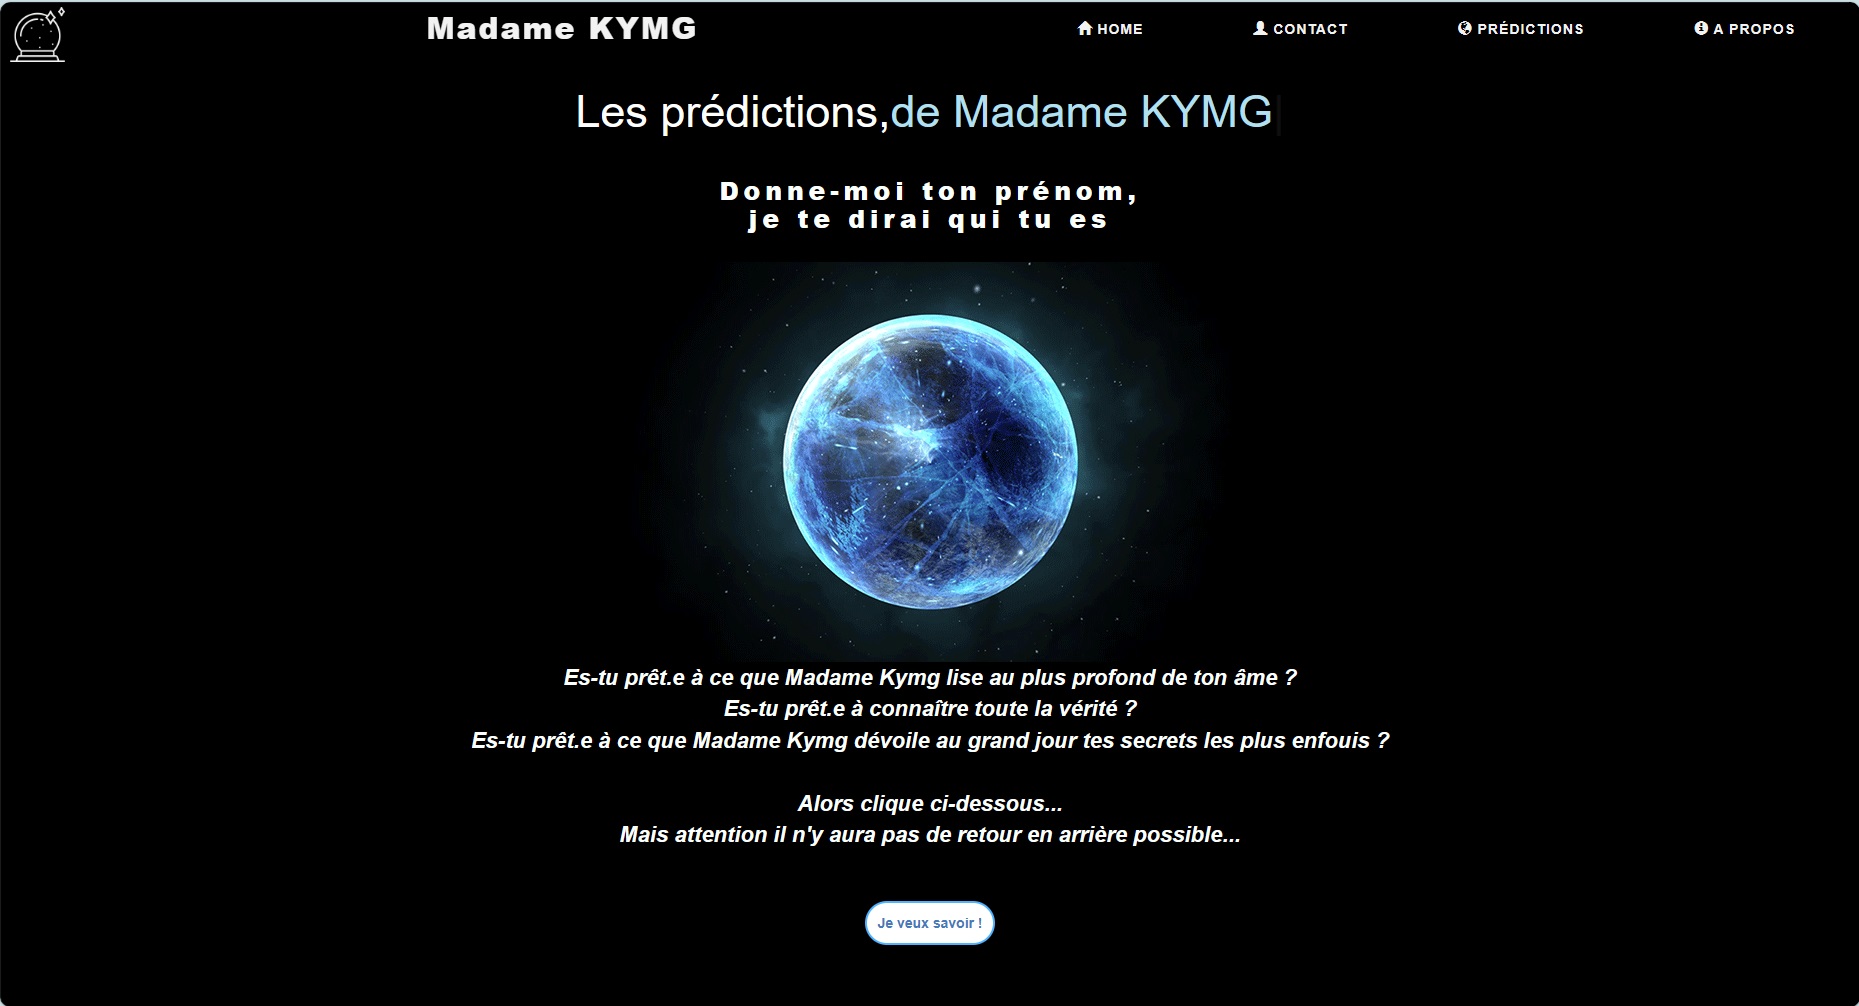 Madame KYMG
HOME
CONTACT
PRÉDICTIONS
A PROPOS
Les prédictions,de Madame KYMG
Donne-moi ton prénom,
je te dirai qui tu es
Es-tu prêt.e à ce que Madame Kymg lise au plus profond de ton âme ?
Es-tu prêt.e à connaître toute la vérité ?
Es-tu prêt.e à ce que Madame Kymg dévoile au grand jour tes secrets les plus enfouis ?
Alors clique ci-dessous...
Mais attention il n'y aura pas de retour en arrière possible...
Je veux savoir !